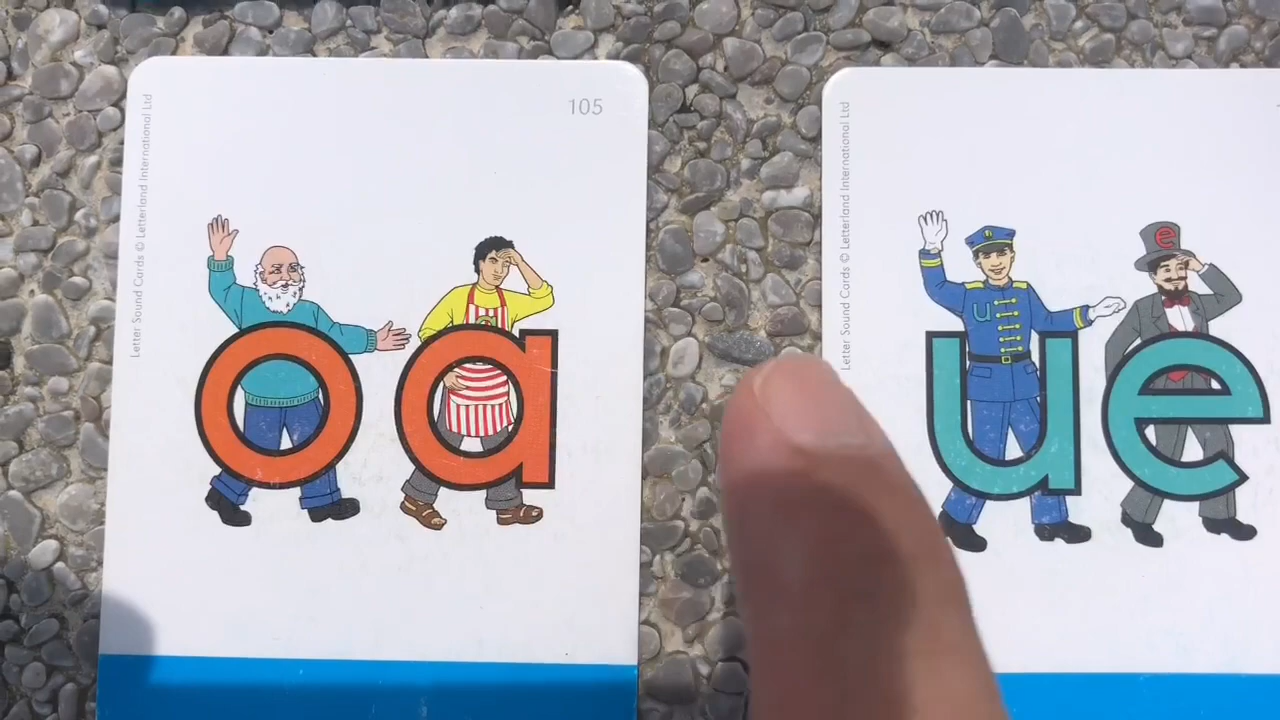 Letter Sound Cards © Letterland International Ltd
105
oa
Letter Sound Cards © Letterland International Ltd
u
e
ue